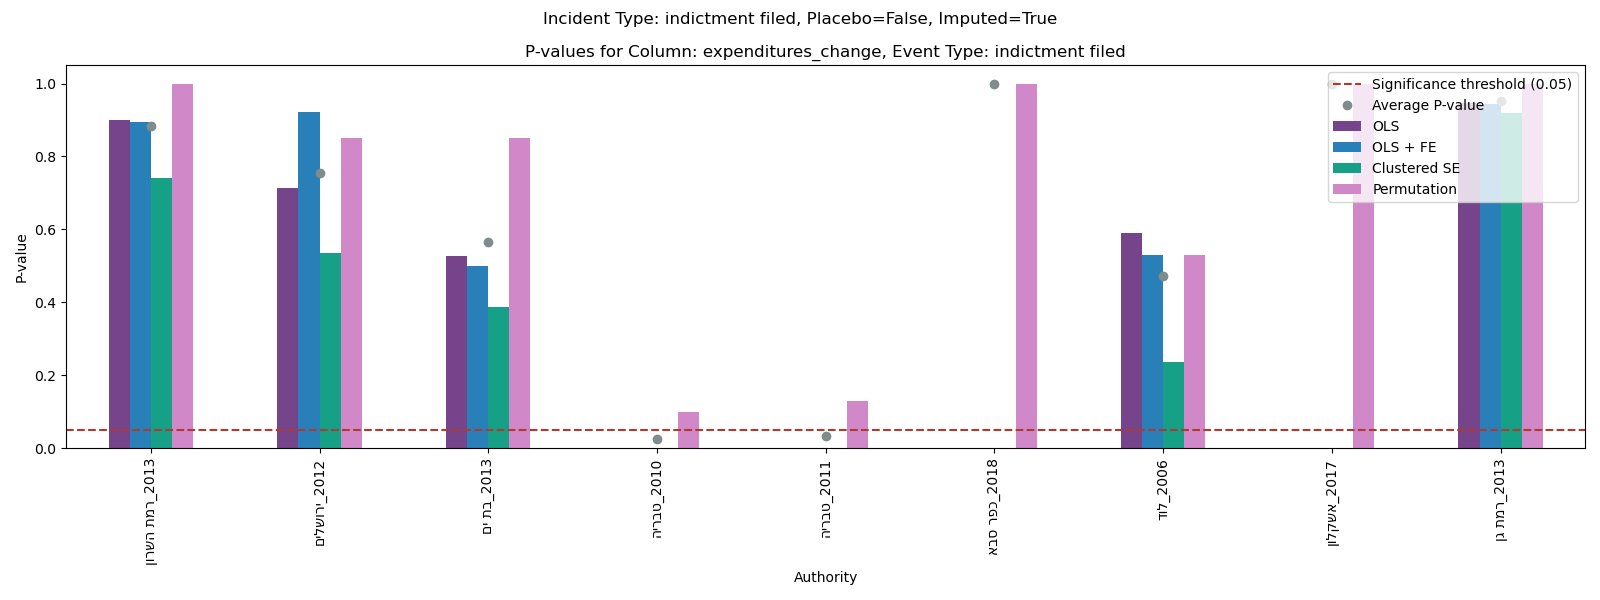 Incident Type: indictment filed, Placebo=False, Imputed=True
P-values for Column: expenditures_change, Event Type: indictment filed
1.0
0.8
0.6
0.4
0.2
0.0
P-value
Significance threshold (0.05)
Average P-value
OLS
OLS + FE
Clustered SE
Permutation
רמת השרון_2013
ירושלים_2012
בת ים_2013
טבריה_2010
טבריה_2011
כפר סבא_2018
לוד_2006
אשקלון_2017
רמת גן_2013
Authority